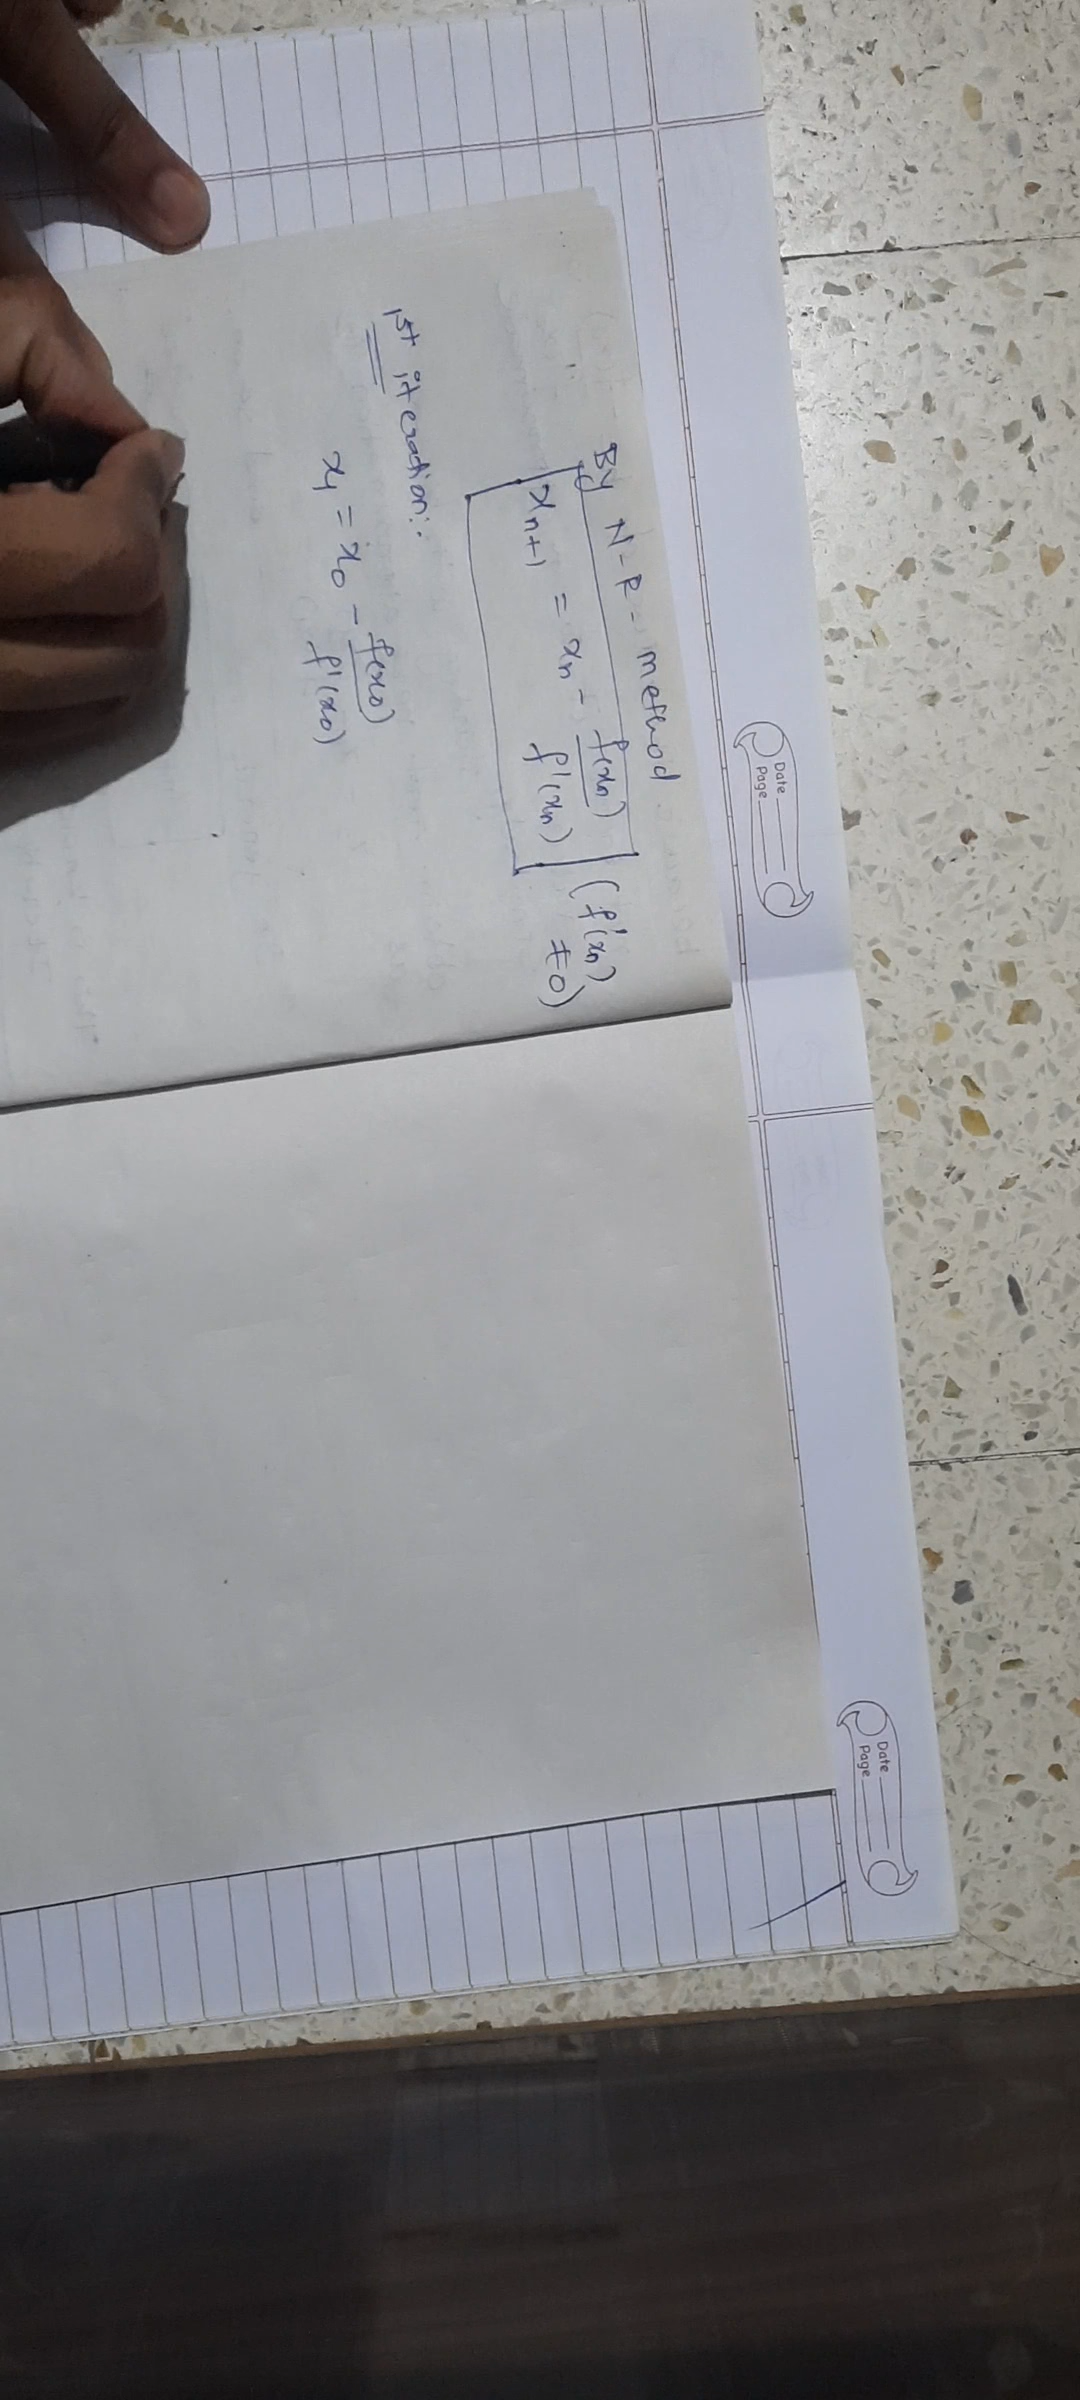 Date
Page
By N-R- method
xn+1 = xn - f(xn) / f'(xn) (f'(xn) ≠0)
1st iteration:-
x1 = x0 - f(x0) / f'(x0)
Date
Page